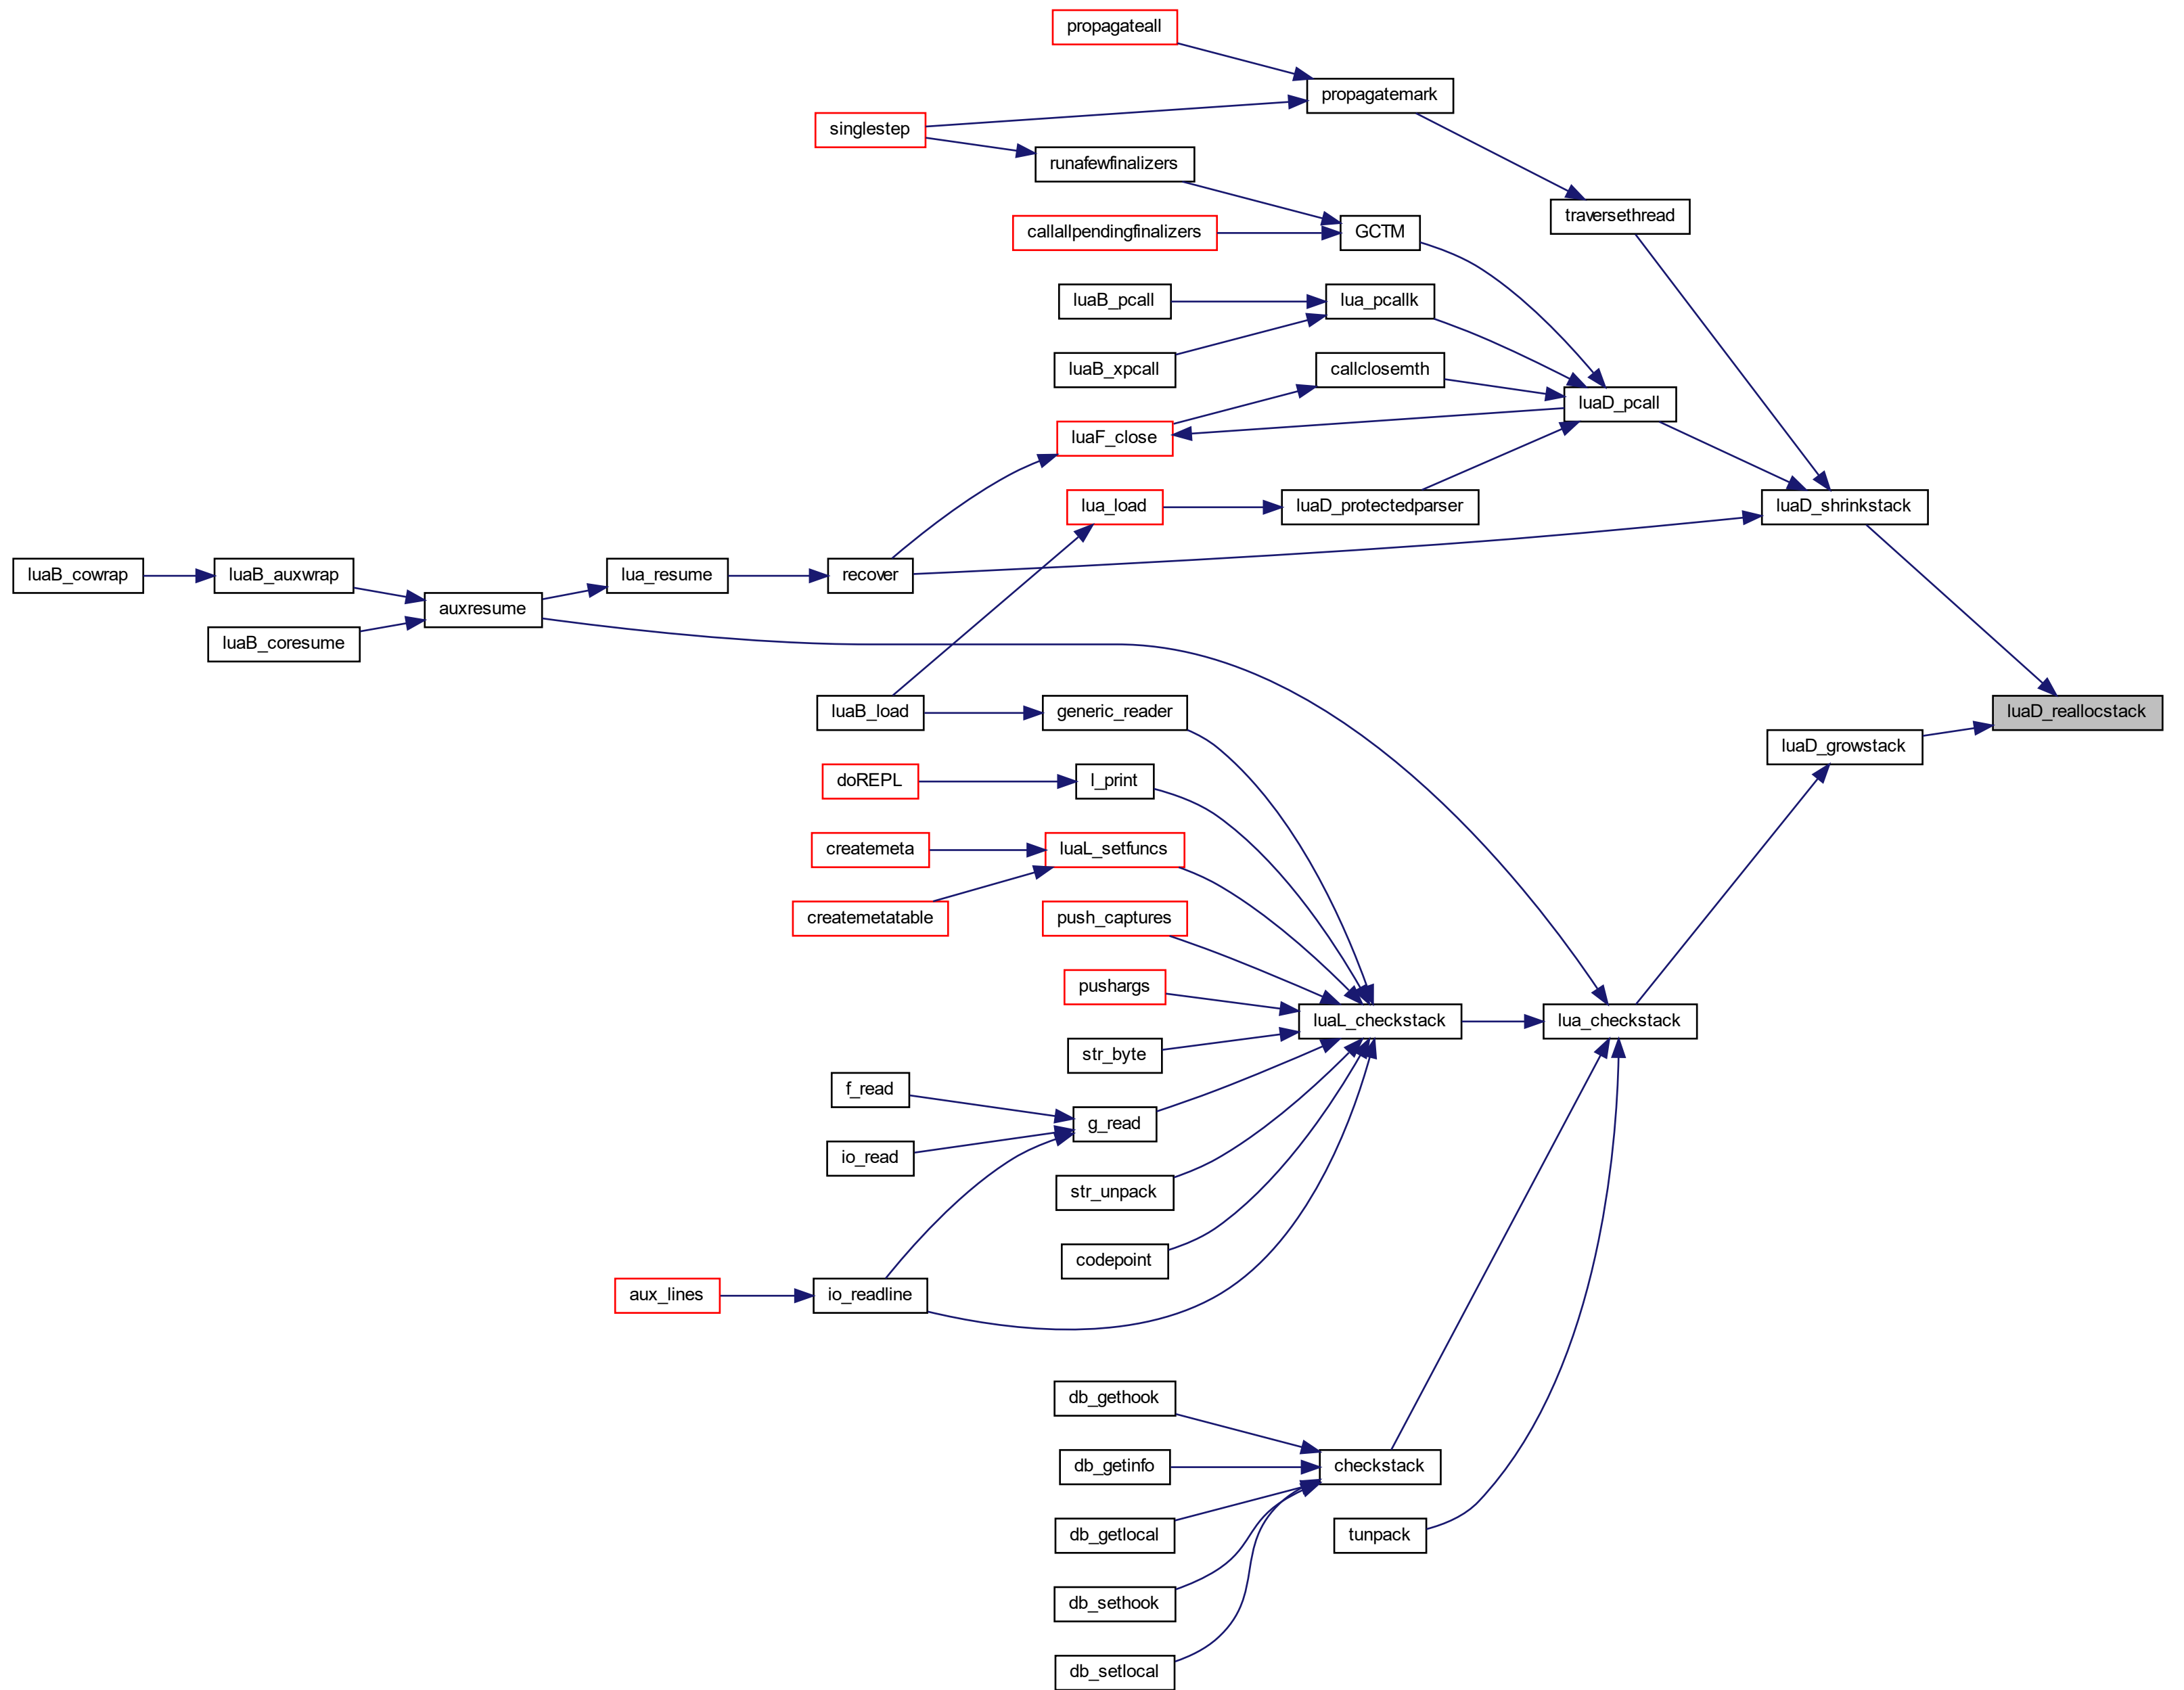 propagateall
propagatemark
singlestep
runafewfinalizers
traversethread
callallpendingfinalizers
GCTM
luaB_pcall
lua_pcallk
luaB_xpcall
callclosemth
luaD_pcall
luaF_close
lua_load
luaD_protectedparser
luaD_shrinkstack
luaB_cowrap
luaB_auxwrap
lua_resume
recover
auxresume
luaB_coresume
luaB_load
generic_reader
luaD_reallocstack
luaD_growstack
doREPL
l_print
createmeta
luaL_setfuncs
createmetatable
push_captures
pushargs
luaL_checkstack
lua_checkstack
str_byte
f_read
g_read
io_read
str_unpack
codepoint
aux_lines
io_readline
db_gethook
db_getinfo
checkstack
db_getlocal
tunpack
db_sethook
db_setlocal